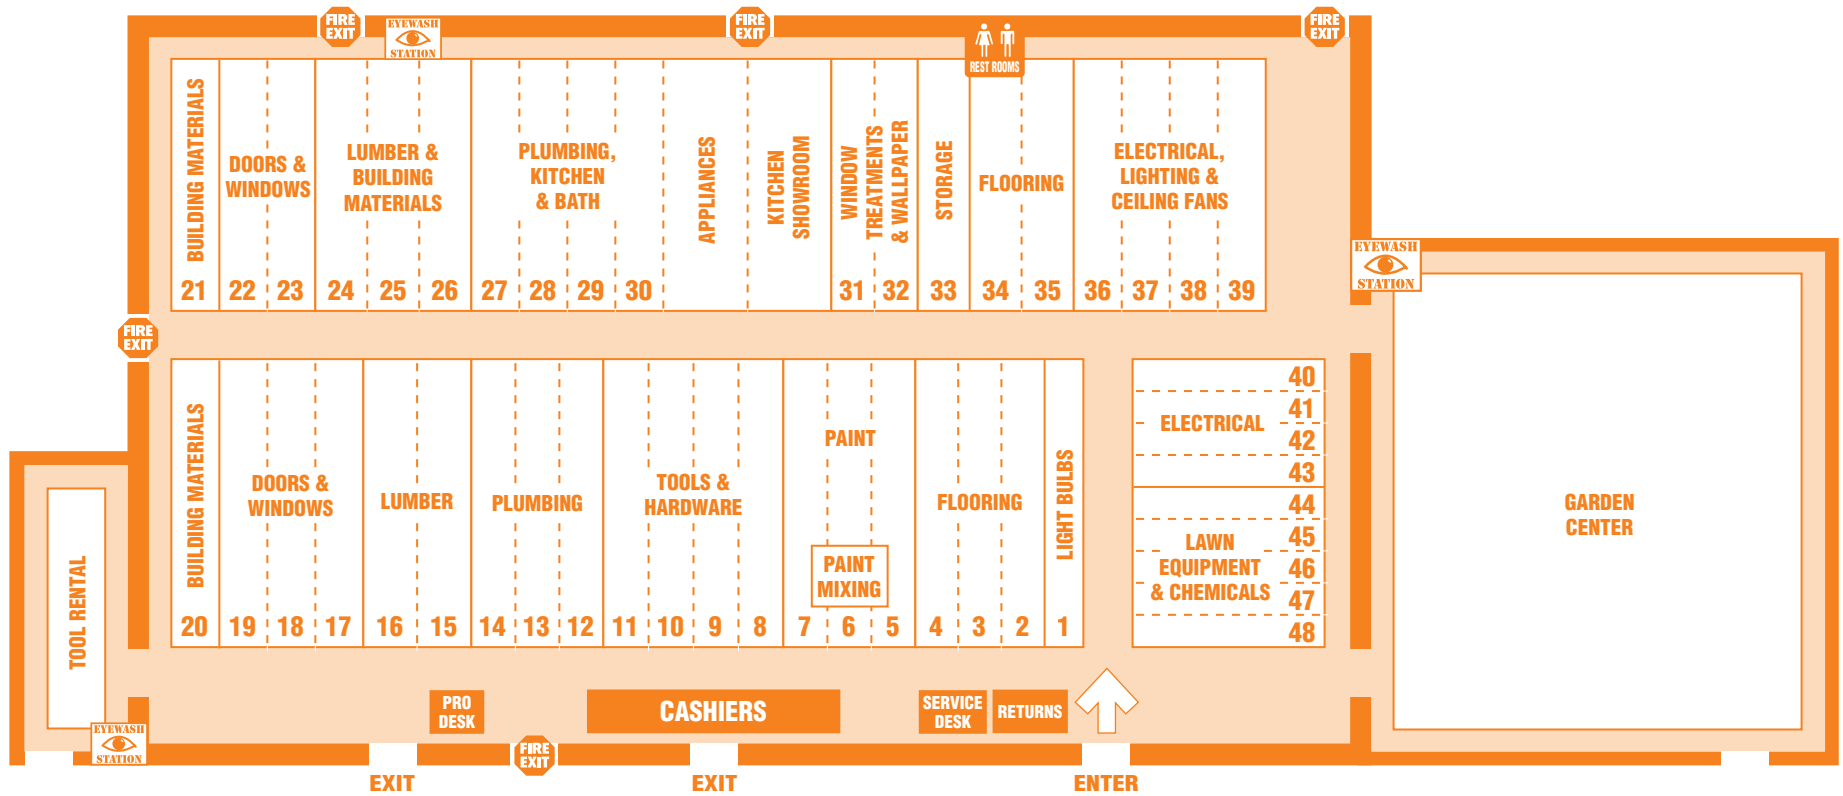 FIRE
EXIT
EYEWASH
STATION
FIRE
EXIT
REST ROOMS
FIRE
EXIT
BUILDING MATERIALS
DOORS &
WINDOWS
LUMBER &
BUILDING
MATERIALS
PLUMBING,
KITCHEN
& BATH
APPLIANCES
KITCHEN
SHOWROOM
WINDOW
TREATMENTS
& WALLPAPER
STORAGE
FLOORING
ELECTRICAL,
LIGHTING &
CEILING FANS
21 22 23 24 25 26 27 28 29 30 31 32 33 34 35 36 37 38 39
EYEWASH
STATION
FIRE
EXIT
BUILDING MATERIALS
DOORS &
WINDOWS
LUMBER
PLUMBING
TOOLS &
HARDWARE
PAINT
PAINT
MIXING
FLOORING
LIGHT BULBS
20 19 18 17 16 15 14 13 12 11 10 9 8 7 6 5 4 3 2 1
40
41
ELECTRICAL
42
43
44
45
LAWN
EQUIPMENT
& CHEMICALS
46
47
48
GARDEN
CENTER
TOOL RENTAL
EYEWASH
STATION
PRO
DESK
CASHIERS
SERVICE
DESK
RETURNS
FIRE
EXIT
EXIT
EXIT
ENTER